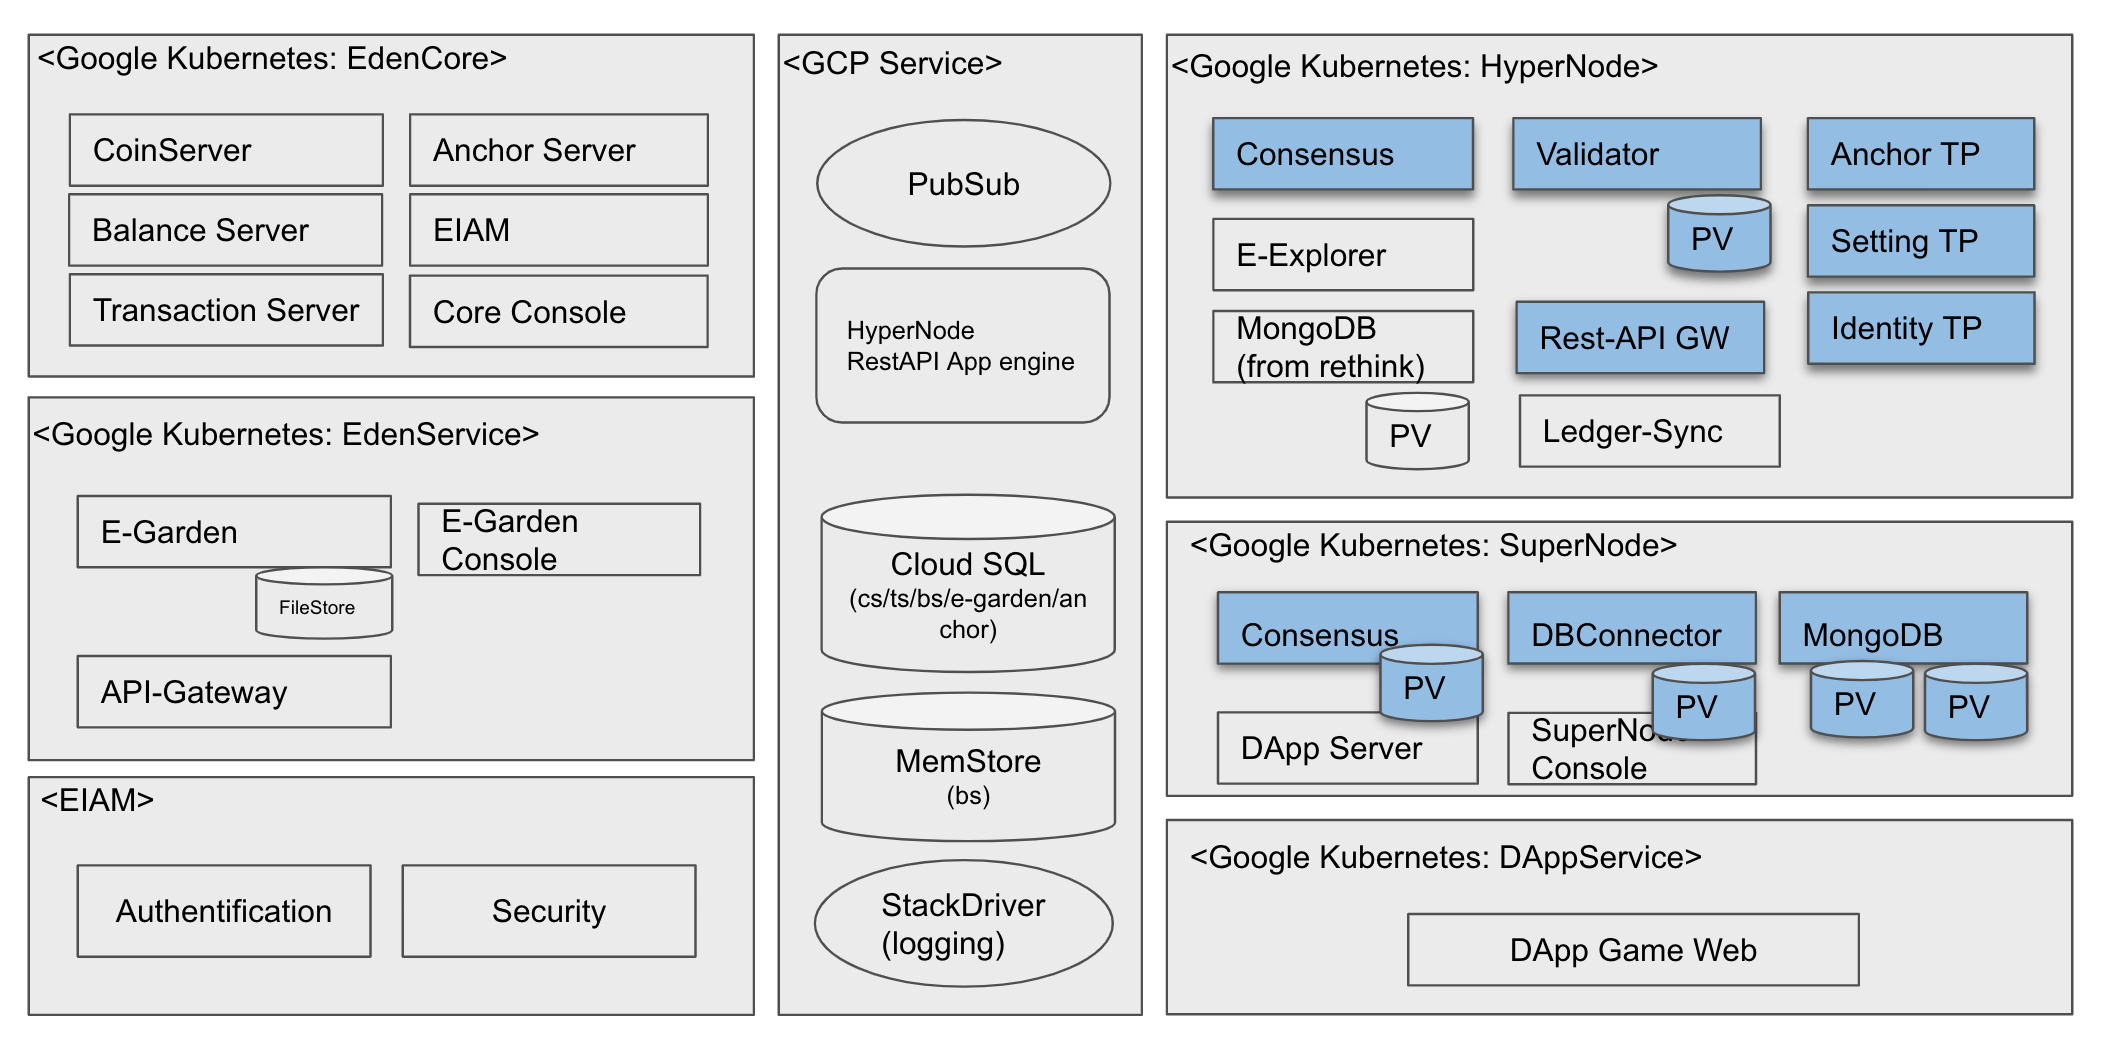 <Google Kubernetes: EdenCore>
CoinServer
Anchor Server
Balance Server
EIAM
Transaction Server
Core Console
<Google Kubernetes: EdenService>
E-Garden
E-Garden
Console
FileStore
API-Gateway
<EIAM>
Authentification
Security
<GCP Service>
PubSub
HyperNode
RestAPI App engine
Cloud SQL
(cs/ts/bs/e-garden/an
chor)
MemStore
(bs)
StackDriver
(logging)
<Google Kubernetes: HyperNode>
Consensus
Validator
Anchor TP
PV
Setting TP
E-Explorer
MongoDB
(from rethink)
Rest-API GW
Identity TP
PV
Ledger-Sync
<Google Kubernetes: SuperNode>
Consensus
DBConnector
MongoDB
PV
PV
PV
PV
DApp Server
SuperNode
Console
<Google Kubernetes: DAppService>
DApp Game Web